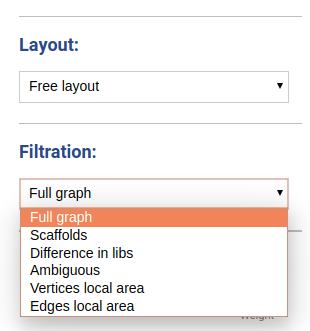 Layout:
Free layout
Filtration:
Full graph
Full graph
Scaffolds
Difference in libs
Ambiguous
Vertices local area
Edges local area
Weight